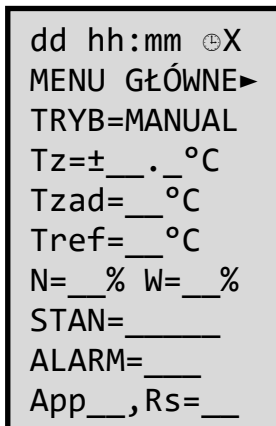 dd hh:mm 🕒X
MENU GŁÓWNE►
TRYB=MANUAL
Tz=±__._°C
Tzad=__°C
Tref=__°C
N=__% W=__%
STAN=_____
ALARM=___
App__,Rs=__